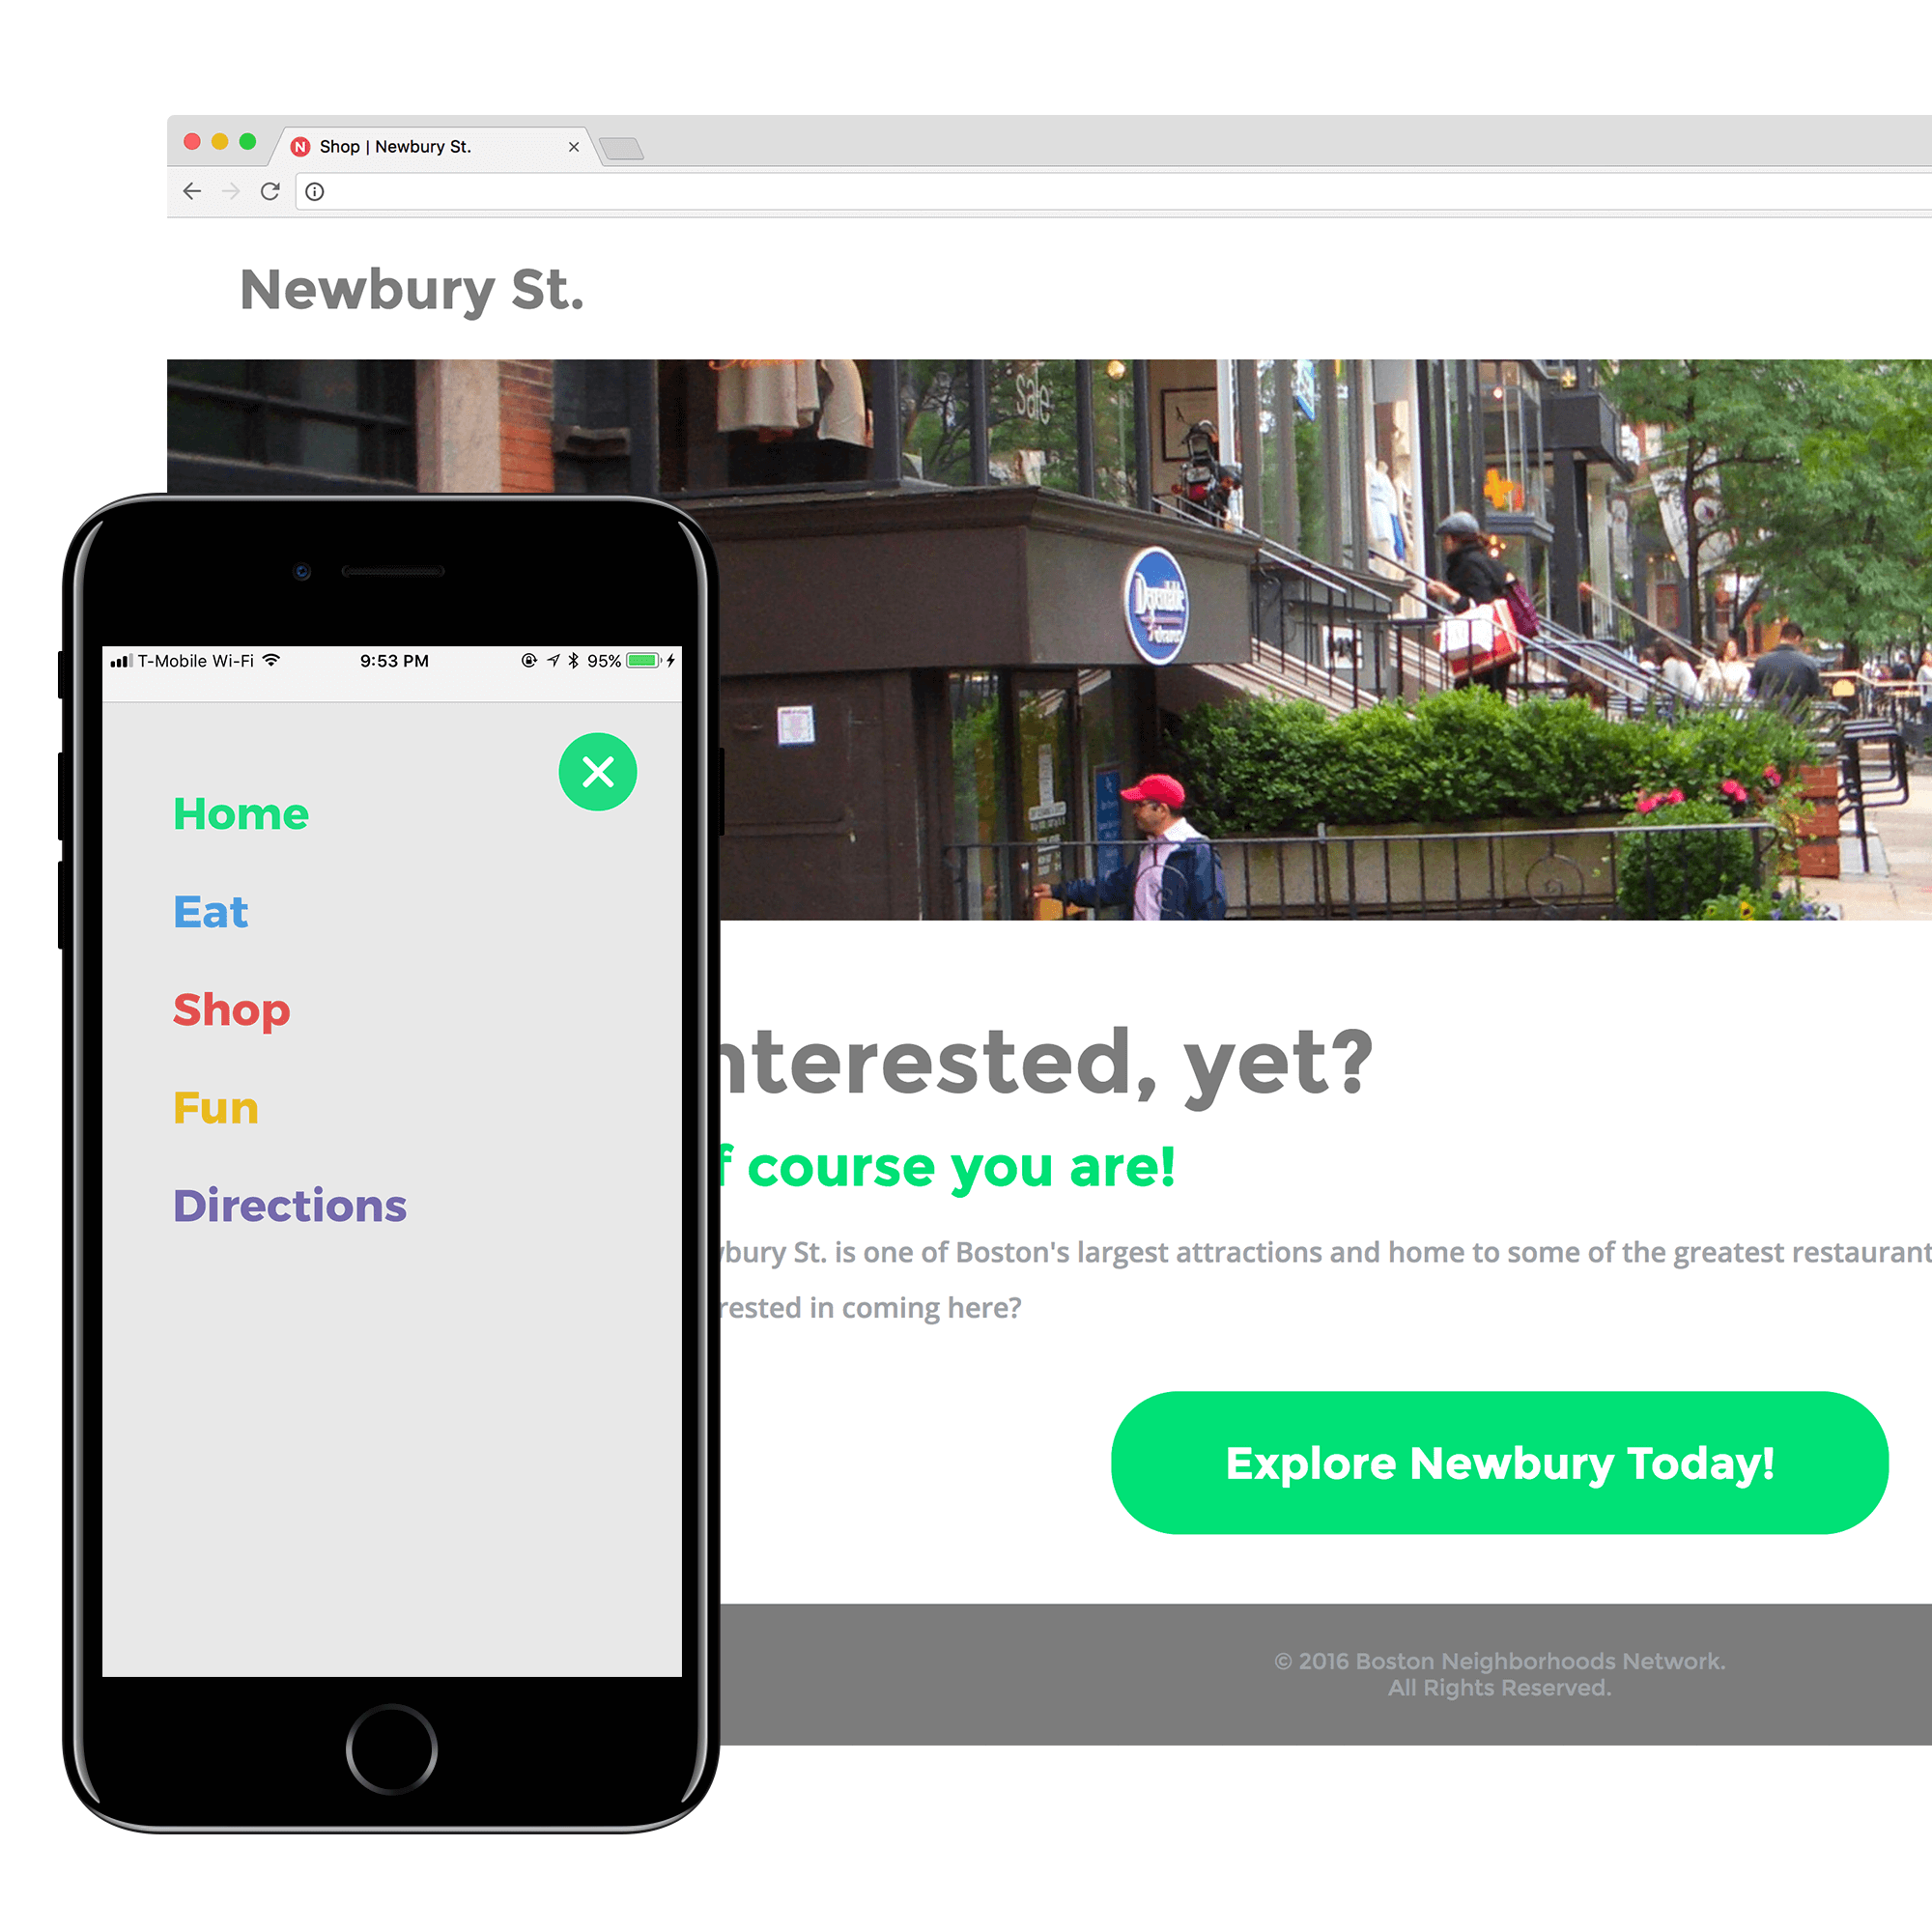 Shop | Newbury St.
Newbury St.
sale
T-Mobile Wi-Fi 9:53 PM 95%
Home
Eat
Shop
Fun
Directions
nterested, yet?
f course you are!
wbury St. is one of Boston's largest attractions and home to some of the greatest restaurant
rested in coming here?
Explore Newbury Today!
© 2016 Boston Neighborhoods Network.
All Rights Reserved.